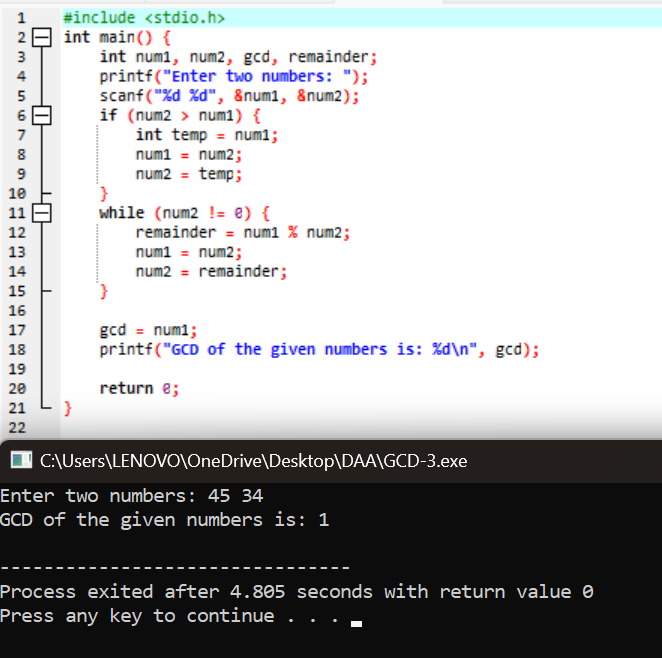 1 #include <stdio.h>
2 int main() {
3 int num1, num2, gcd, remainder;
4 printf("Enter two numbers: ");
5 scanf("%d %d", &num1, &num2);
6 if (num2 > num1) {
7 int temp = num1;
8 num1 = num2;
9 num2 = temp;
10 }
11 while (num2 != 0) {
12 remainder = num1 % num2;
13 num1 = num2;
14 num2 = remainder;
15 }
16
17 gcd = num1;
18 printf("GCD of the given numbers is: %d\n", gcd);
19
20 return 0;
21 }
22
C:\Users\LENOVO\OneDrive\Desktop\DAA\GCD-3.exe
Enter two numbers: 45 34
GCD of the given numbers is: 1
--------------------------------
Process exited after 4.805 seconds with return value 0
Press any key to continue . . .